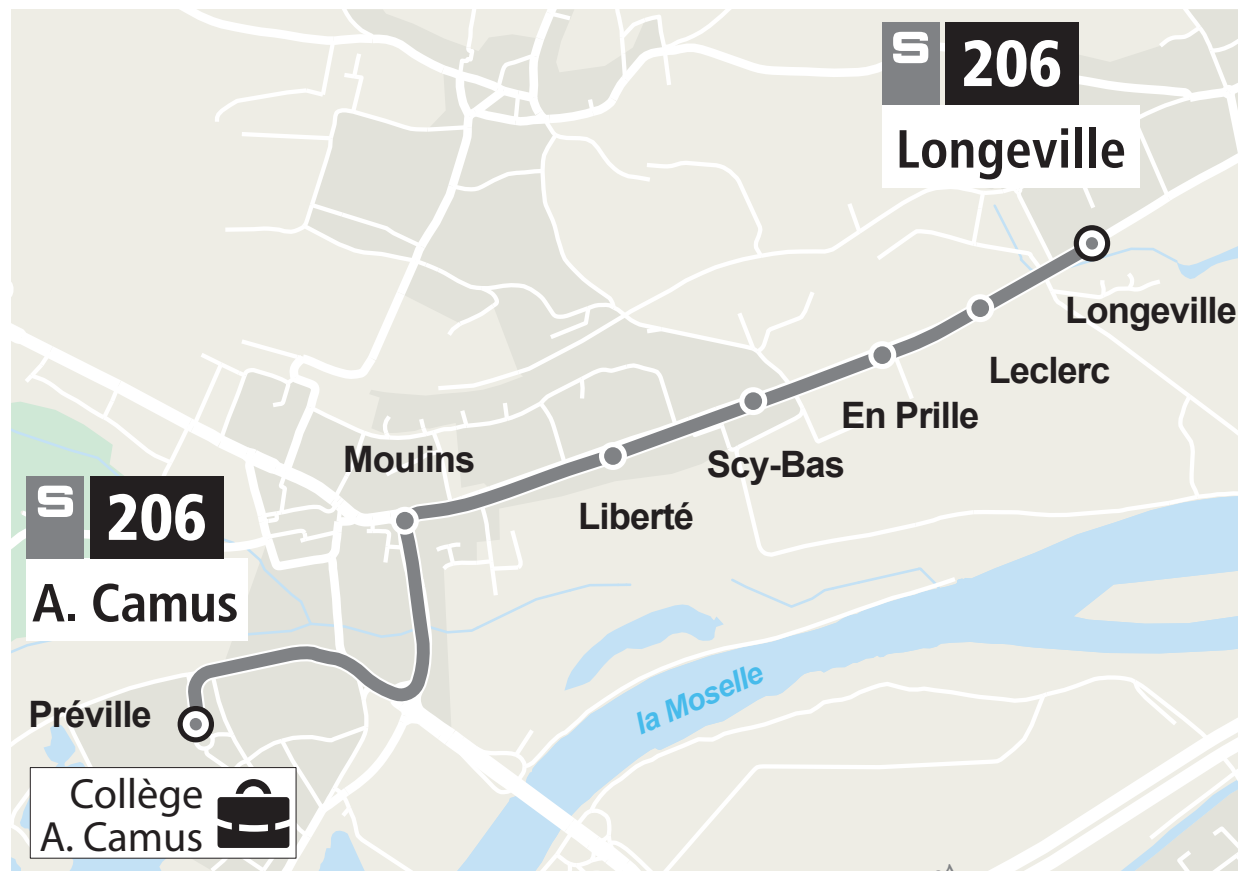 S 206
Longeville
Longeville
Leclerc
En Prille
Scy-Bas
Liberté
Moulins
S 206
A. Camus
la Moselle
Préville
Collège
A. Camus